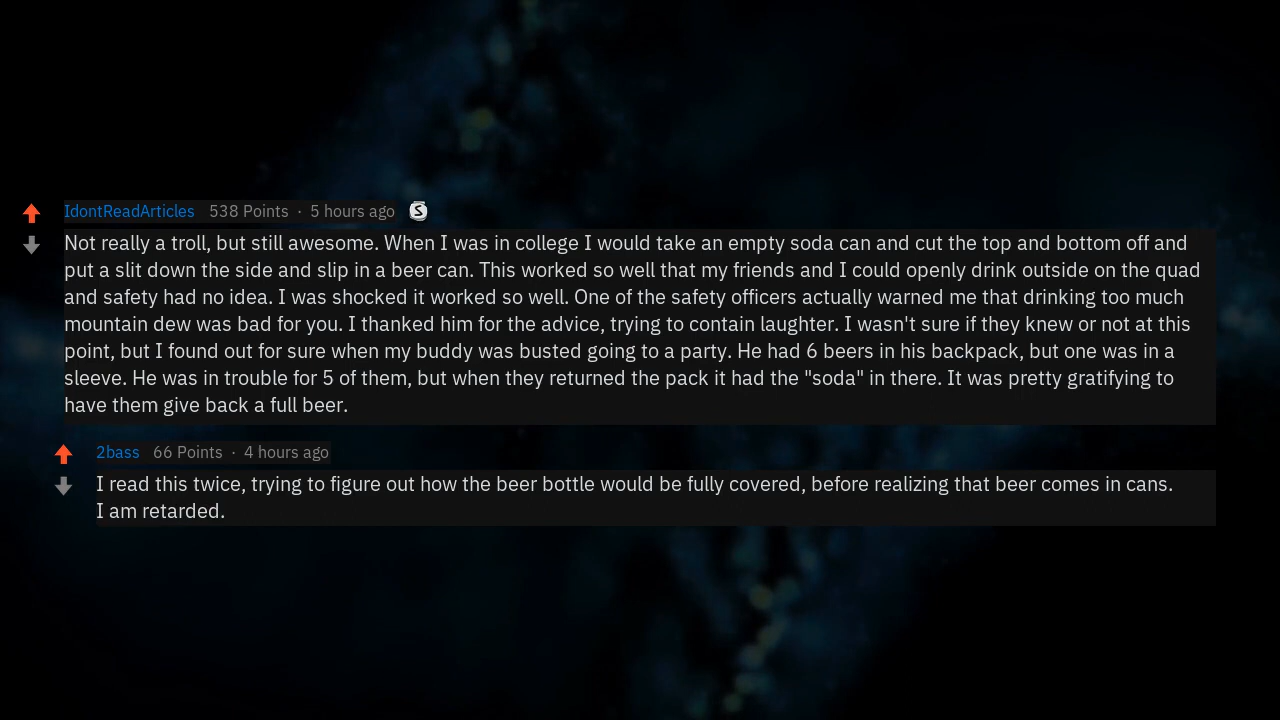 IdontReadArticles 538 Points · 5 hours ago S
Not really a troll, but still awesome. When I was in college I would take an empty soda can and cut the top and bottom off and
put a slit down the side and slip in a beer can. This worked so well that my friends and I could openly drink outside on the quad
and safety had no idea. I was shocked it worked so well. One of the safety officers actually warned me that drinking too much
mountain dew was bad for you. I thanked him for the advice, trying to contain laughter. I wasn't sure if they knew or not at this
point, but I found out for sure when my buddy was busted going to a party. He had 6 beers in his backpack, but one was in a
sleeve. He was in trouble for 5 of them, but when they returned the pack it had the "soda" in there. It was pretty gratifying to
have them give back a full beer.
2bass 66 Points · 4 hours ago
I read this twice, trying to figure out how the beer bottle would be fully covered, before realizing that beer comes in cans.
I am retarded.